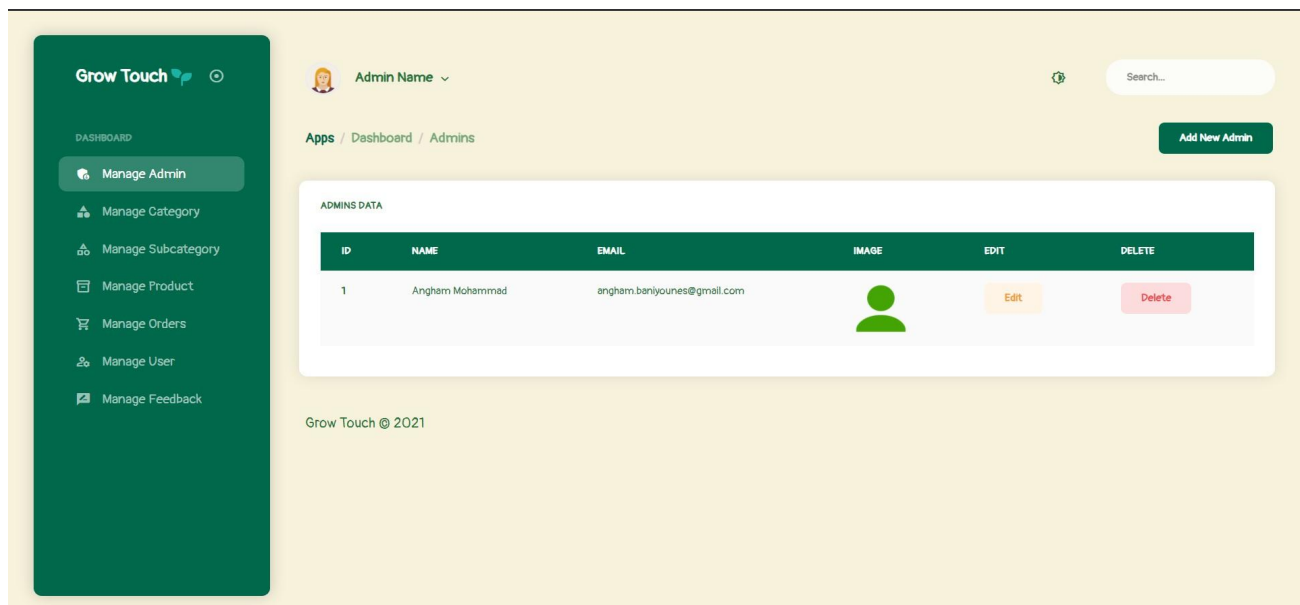 Grow Touch
Admin Name
Search...
DASHBOARD
Apps / Dashboard / Admins
Add New Admin
Manage Admin
Manage Category
Manage Subcategory
Manage Product
Manage Orders
Manage User
Manage Feedback
ADMINS DATA
ID NAME EMAIL IMAGE EDIT DELETE
1 Angham Mohammad angham.baniyounes@gmail.com Edit Delete
Grow Touch © 2021